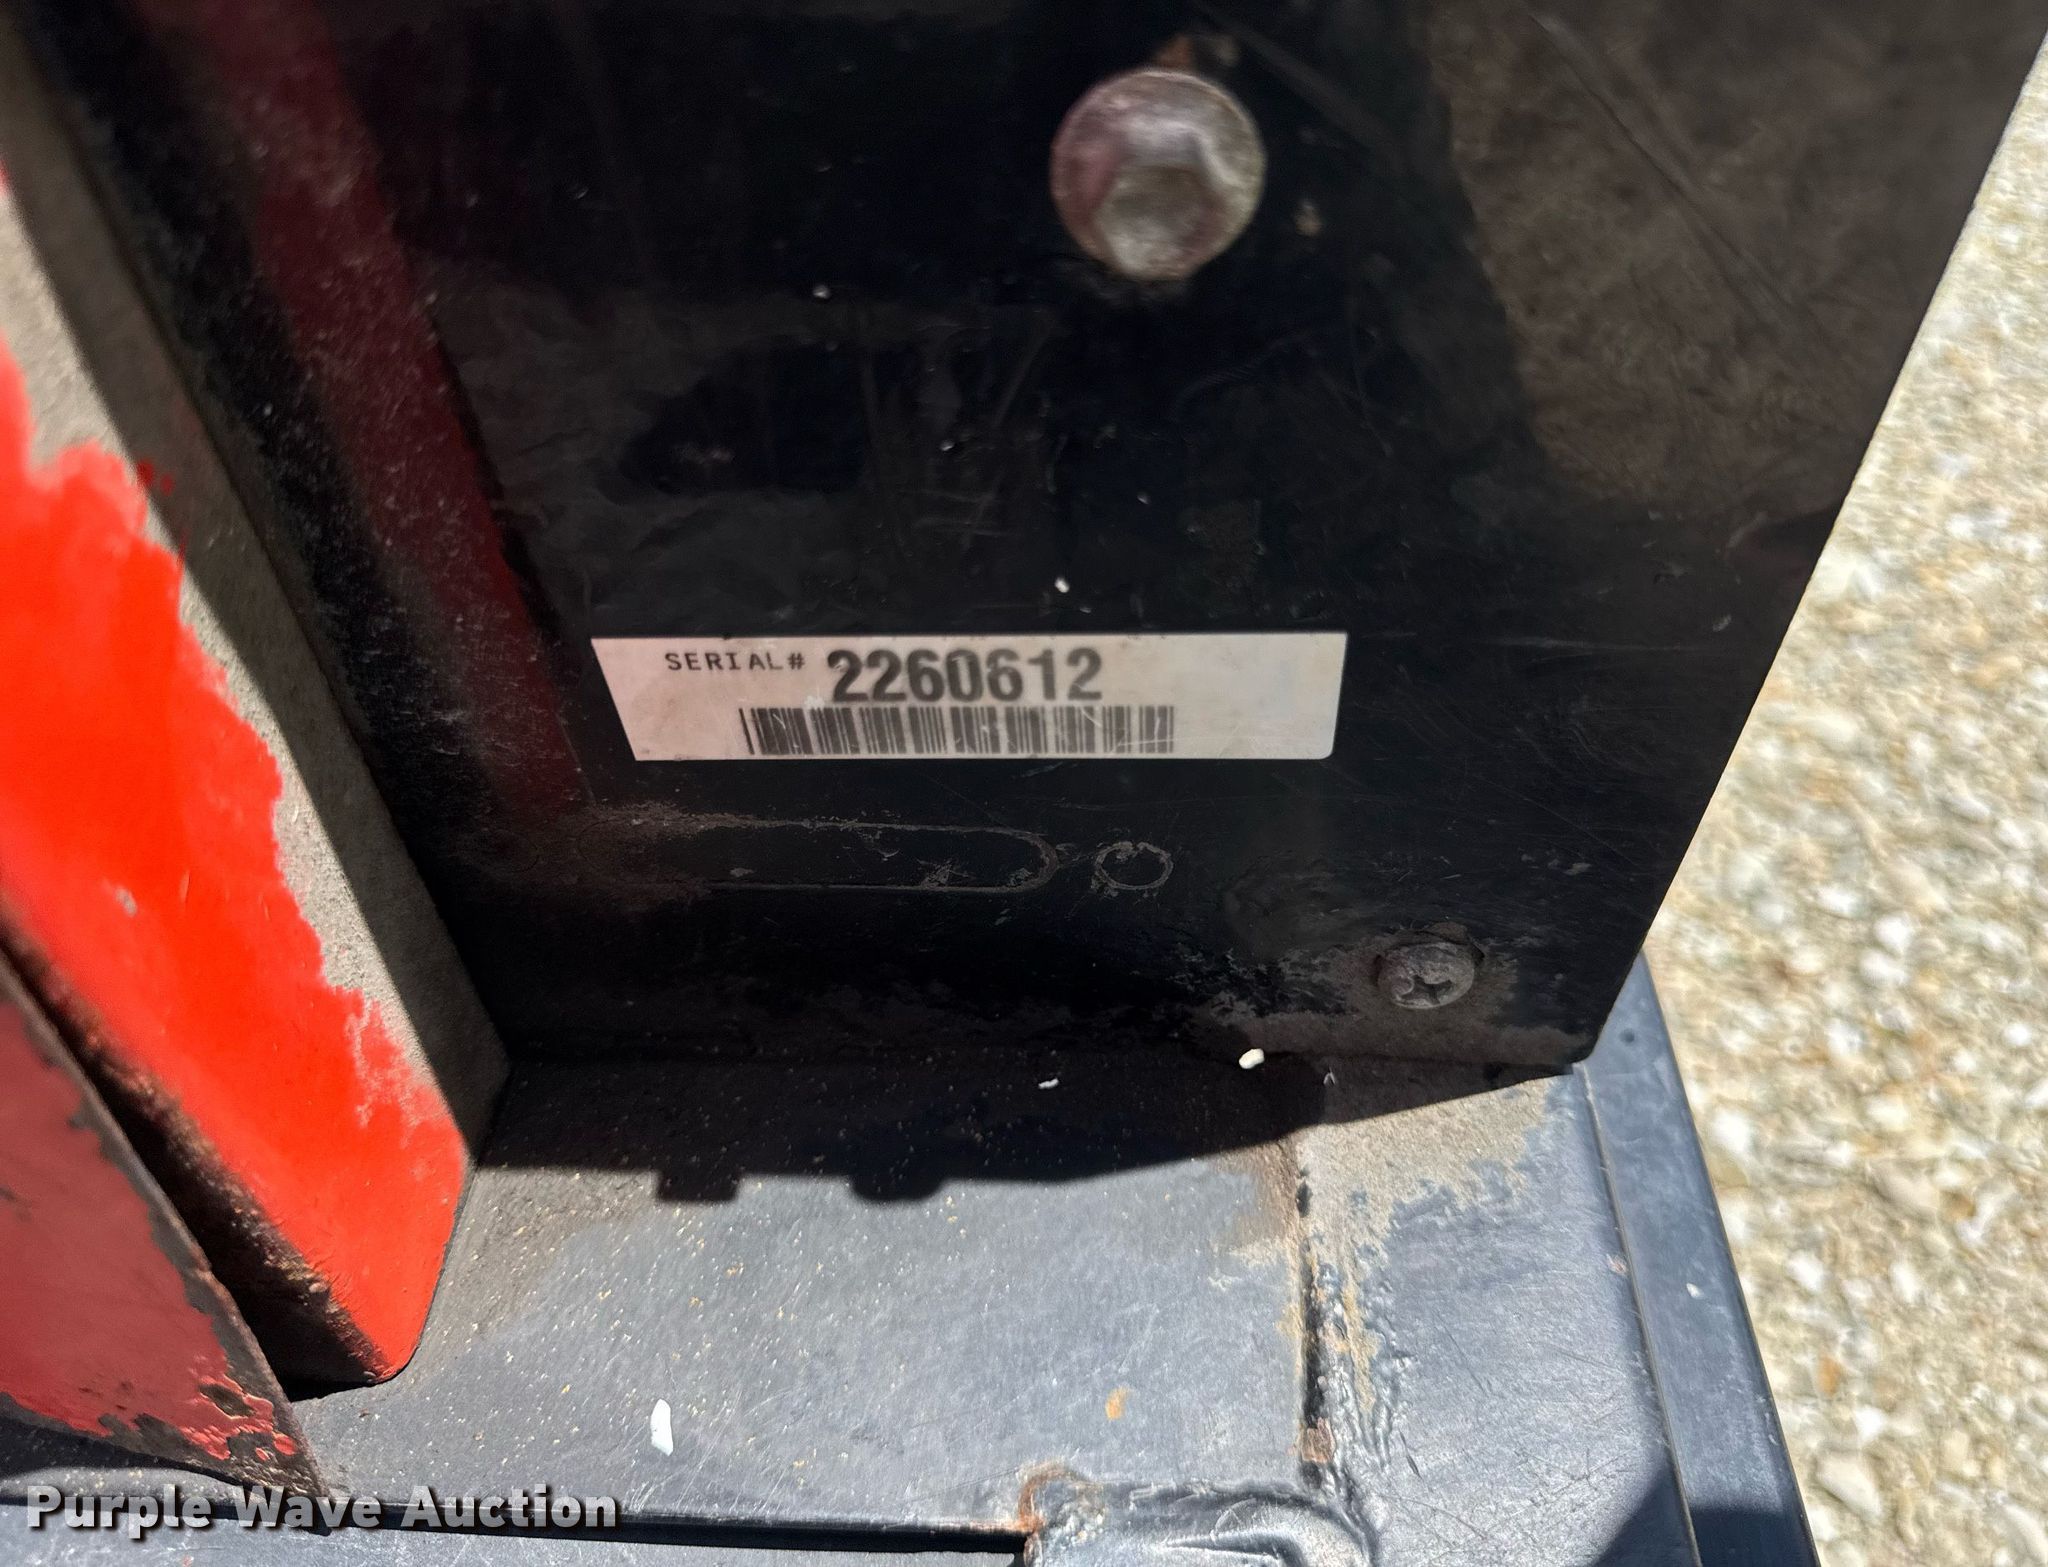 SERIAL# 2260612
Purple Wave Auction